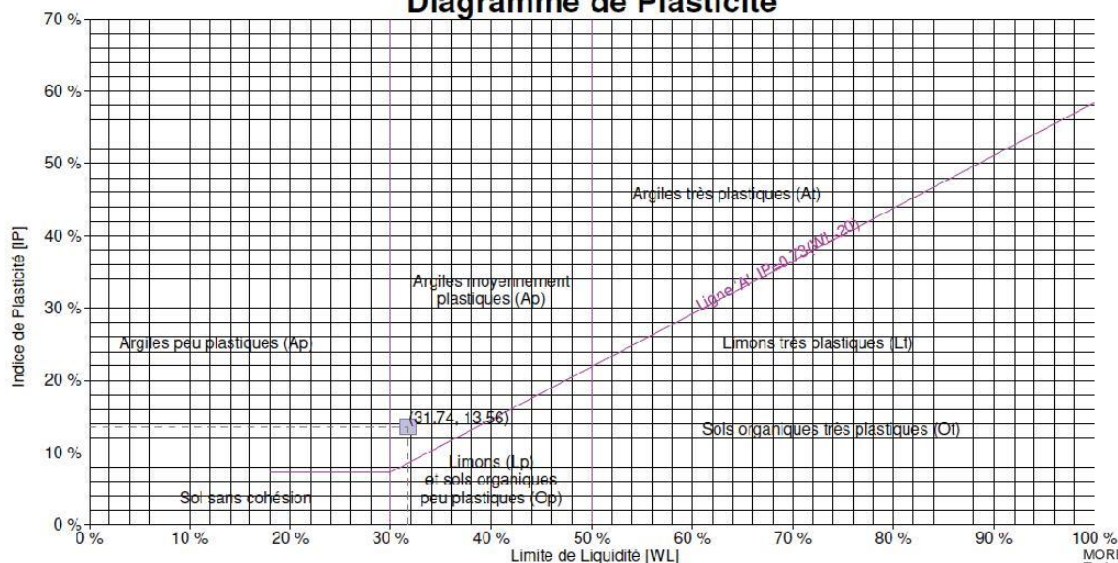 Diagramme de Plasticité
70 %
60 %
50 %
40 %
30 %
20 %
10 %
0 %
Indice de Plasticité [IP]
Argiles très plastiques (At)
Ligne 'A', IP=0.73(WL-20)
Argiles moyennement
plastiques (Ap)
Argiles peu plastiques (Ap)
Limons très plastiques (Lt)
(31.74, 13.56)
Sols organiques très plastiques (Ot)
Limons (Lp)
et sols organiques
peu plastiques (Op)
Sol sans cohésion
0 %
10 %
20 %
30 %
40 %
50 %
60 %
70 %
80 %
90 %
100 %
Limite de Liquidité [WL]